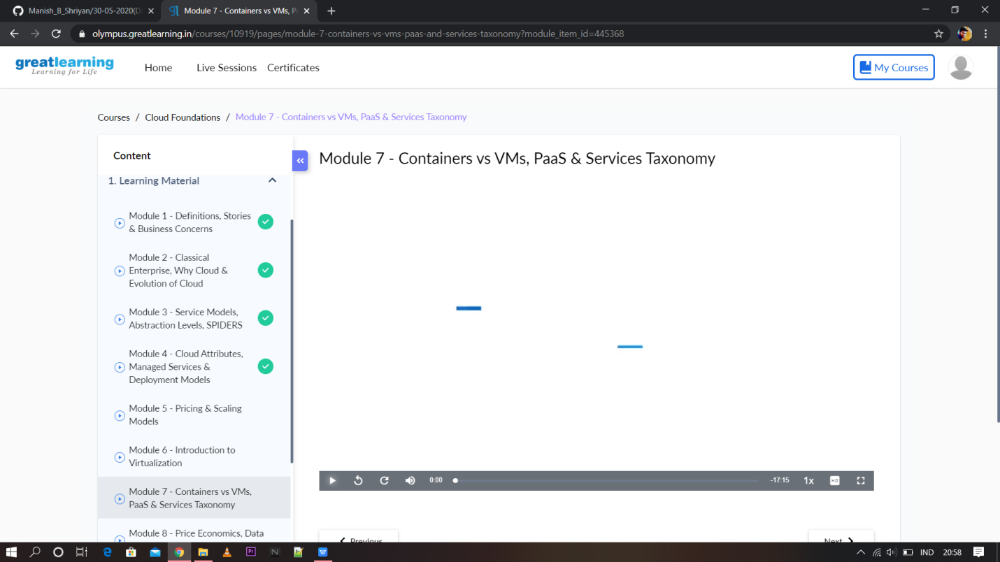 Manish_B_Shriyan/30-05-2020(D
Module 7 - Containers vs VMs, P
olympus.greatlearning.in/courses/10919/pages/module-7-containers-vs-vms-paas-and-services-taxonomy?module_item_id=445368
greatlearning
Learning for Life
Home Live Sessions Certificates
My Courses
Courses / Cloud Foundations / Module 7 - Containers vs VMs, PaaS & Services Taxonomy
Content
1. Learning Material
Module 1 - Definitions, Stories
& Business Concerns
Module 2 - Classical
Enterprise, Why Cloud &
Evolution of Cloud
Module 3 - Service Models,
Abstraction Levels, SPIDERS
Module 4 - Cloud Attributes,
Managed Services &
Deployment Models
Module 5 - Pricing & Scaling
Models
Module 6 - Introduction to
Virtualization
Module 7 - Containers vs VMs,
PaaS & Services Taxonomy
Module 8 - Price Economics, Data
Module 7 - Containers vs VMs, PaaS & Services Taxonomy
0:00 -17:15 1x HD
Previous
Next
IND 20:58